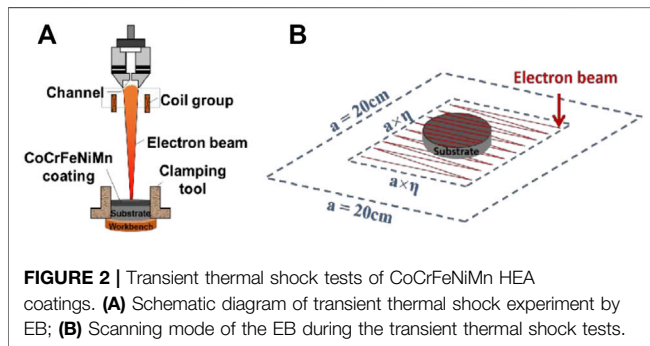 A
Channel
Coil group
Electron beam
CoCrFeNiMn
coating
Clamping
tool
Substrate
Workbench
B
Electron beam
a = 20cm
a×η
Substrate
a×η
a = 20cm
FIGURE 2 | Transient thermal shock tests of CoCrFeNiMn HEA
coatings. (A) Schematic diagram of transient thermal shock experiment by
EB; (B) Scanning mode of the EB during the transient thermal shock tests.